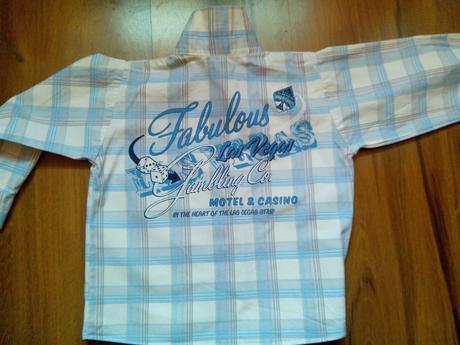 Fabulous
Las Vegas
Gambling Co.
MOTEL & CASINO
IN THE HEART OF THE LAS VEGAS STRIP